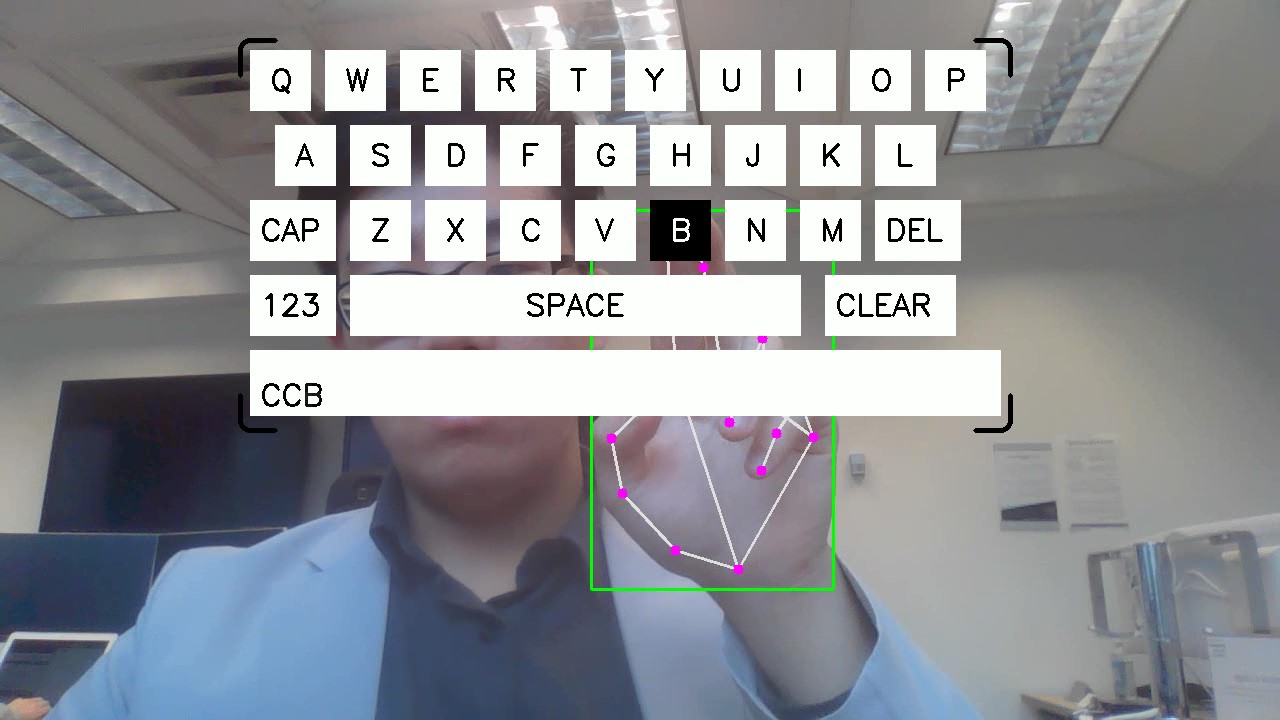 Q W E R T Y U I O P
A S D F G H J K L
CAP Z X C V B N M DEL
123 SPACE CLEAR
CCB